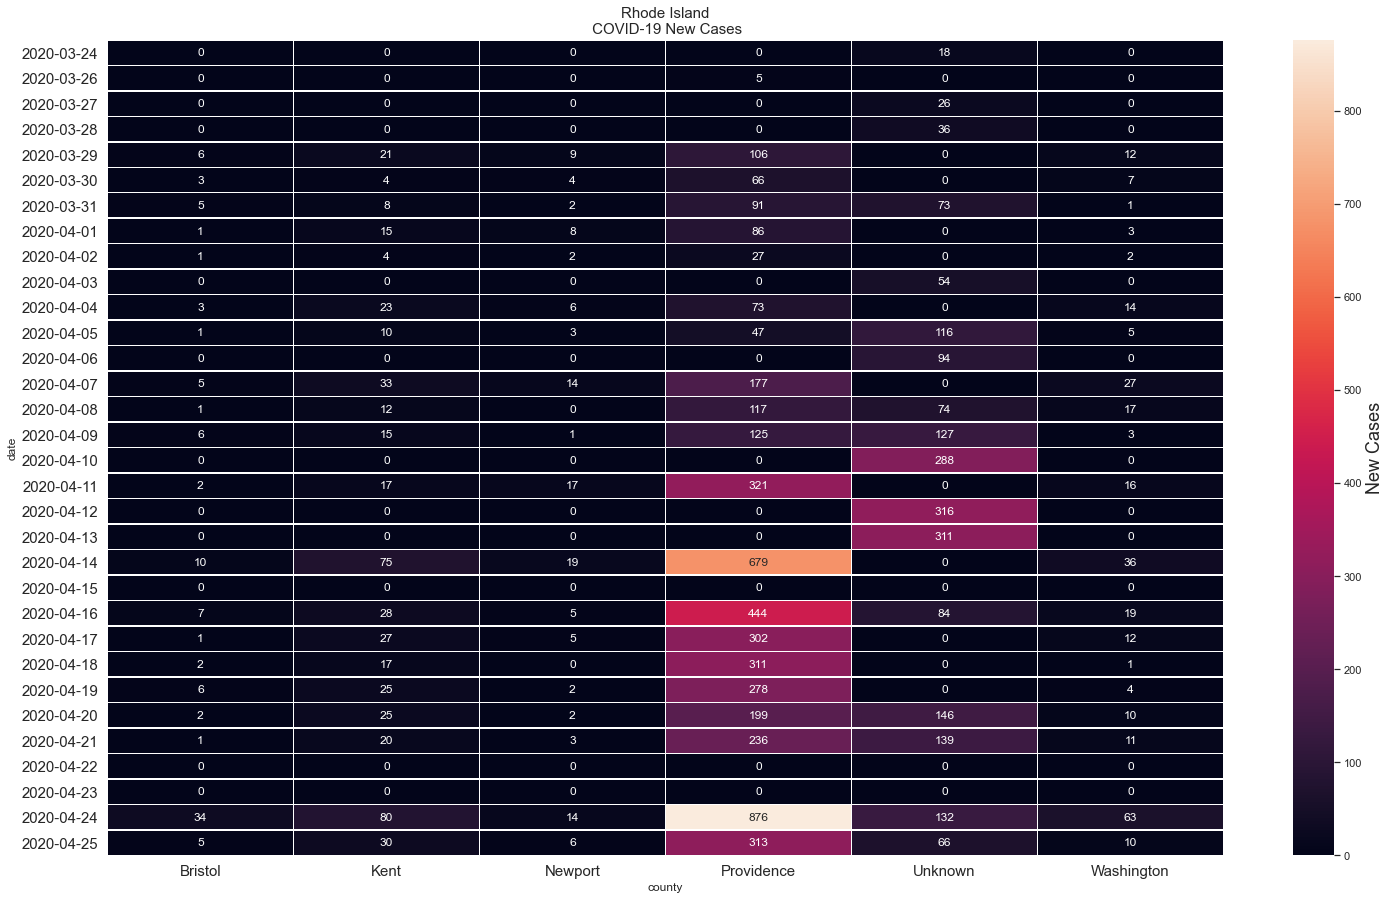 Rhode Island
COVID-19 New Cases
2020-03-24 0 0 0 0 18 0
2020-03-26 0 0 0 5 0 0
2020-03-27 0 0 0 0 26 0
2020-03-28 0 0 0 0 36 0
2020-03-29 6 21 9 106 0 12
2020-03-30 3 4 4 66 0 7
2020-03-31 5 8 2 91 73 1
2020-04-01 1 15 8 86 0 3
2020-04-02 1 4 2 27 0 2
2020-04-03 0 0 0 0 54 0
2020-04-04 3 23 6 73 0 14
2020-04-05 1 10 3 47 116 5
2020-04-06 0 0 0 0 94 0
2020-04-07 5 33 14 177 0 27
2020-04-08 1 12 0 117 74 17
2020-04-09 6 15 1 125 127 3
2020-04-10 0 0 0 0 288 0
2020-04-11 2 17 17 321 0 16
2020-04-12 0 0 0 0 316 0
2020-04-13 0 0 0 0 311 0
2020-04-14 10 75 19 679 0 36
2020-04-15 0 0 0 0 0 0
2020-04-16 7 28 5 444 84 19
2020-04-17 1 27 5 302 0 12
2020-04-18 2 17 0 311 0 1
2020-04-19 6 25 2 278 0 4
2020-04-20 2 25 2 199 146 10
2020-04-21 1 20 3 236 139 11
2020-04-22 0 0 0 0 0 0
2020-04-23 0 0 0 0 0 0
2020-04-24 34 80 14 876 132 63
2020-04-25 5 30 6 313 66 10
Bristol Kent Newport Providence Unknown Washington
county
date
800
700
600
500
400
300
200
100
0
New Cases